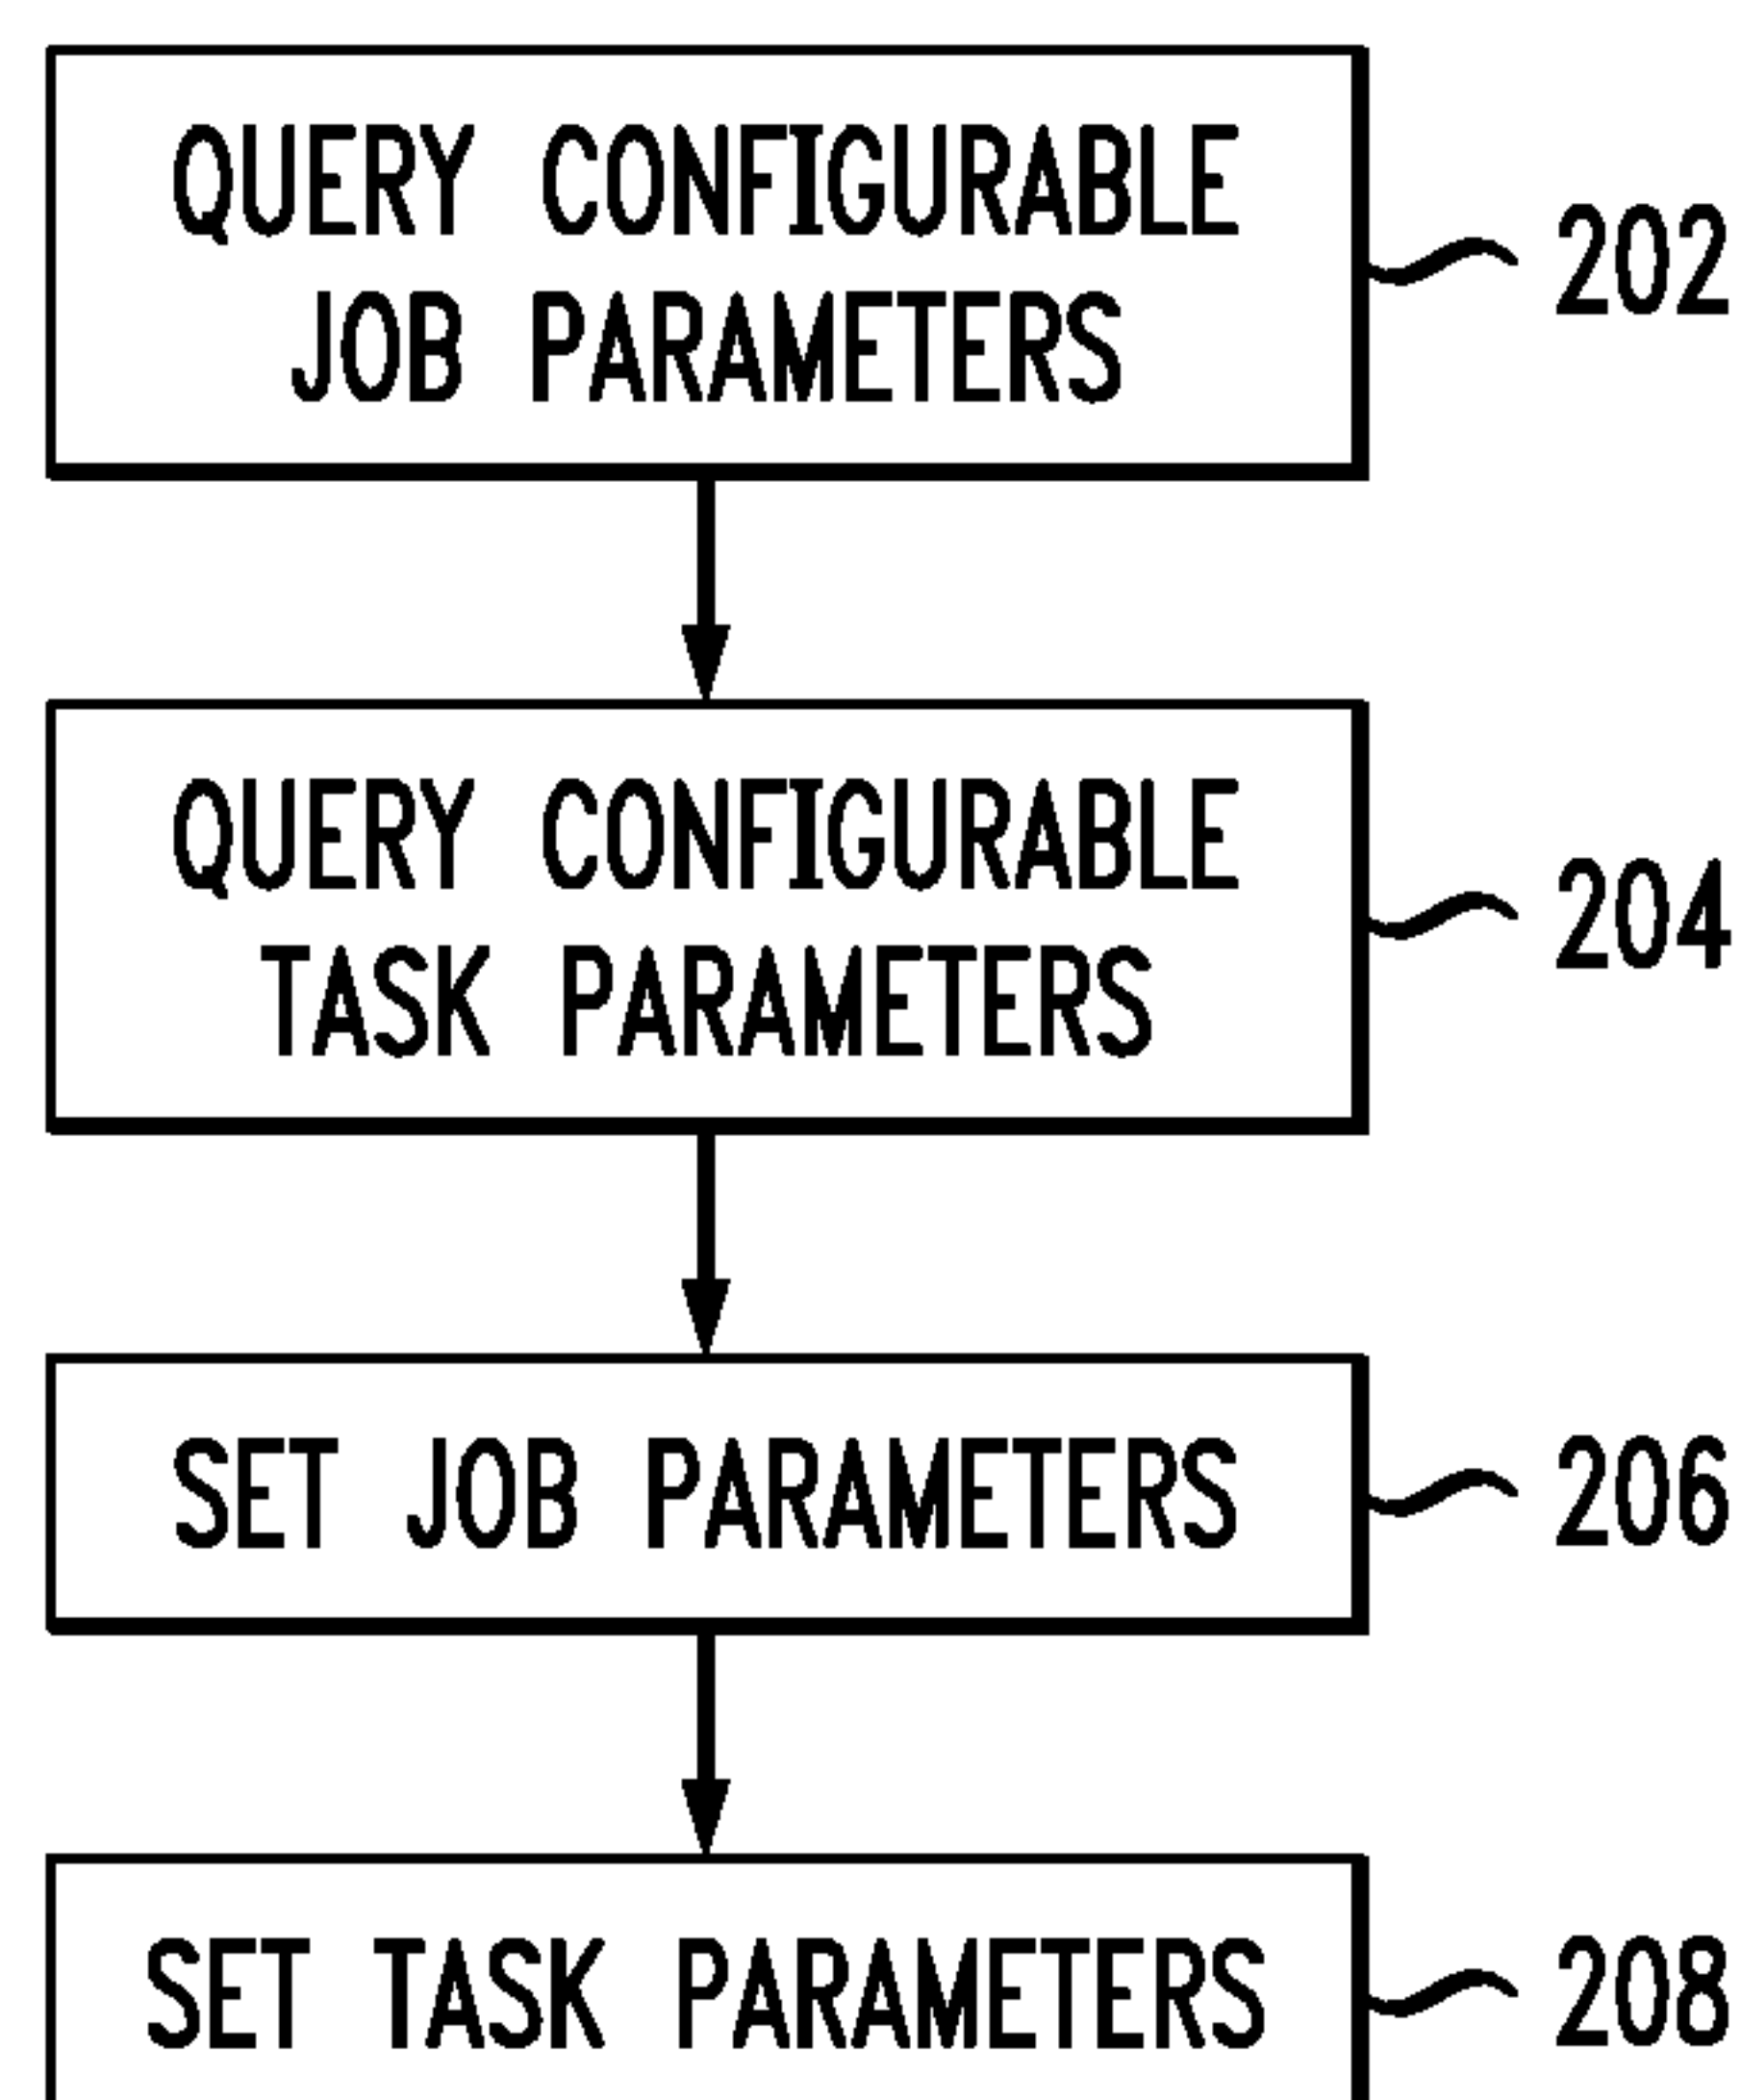 QUERY CONFIGURABLE
JOB PARAMETERS
202
QUERY CONFIGURABLE
TASK PARAMETERS
204
SET JOB PARAMETERS
206
SET TASK PARAMETERS
208